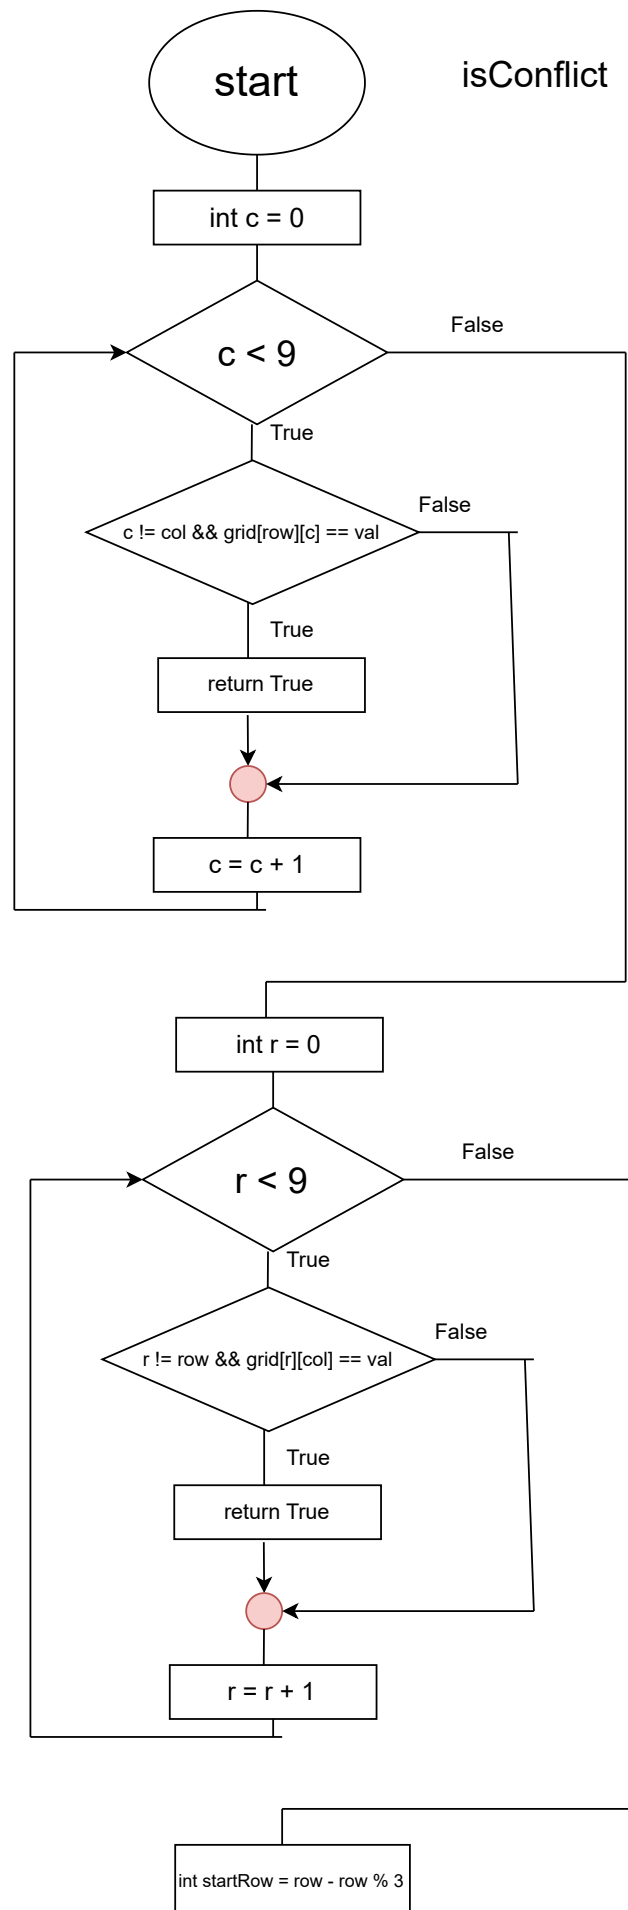 start
isConflict
int c = 0
c < 9
False
True
c != col && grid[row][c] == val
False
True
return True
c = c + 1
int r = 0
r < 9
False
True
r != row && grid[r][col] == val
False
True
return True
r = r + 1
int startRow = row - row % 3